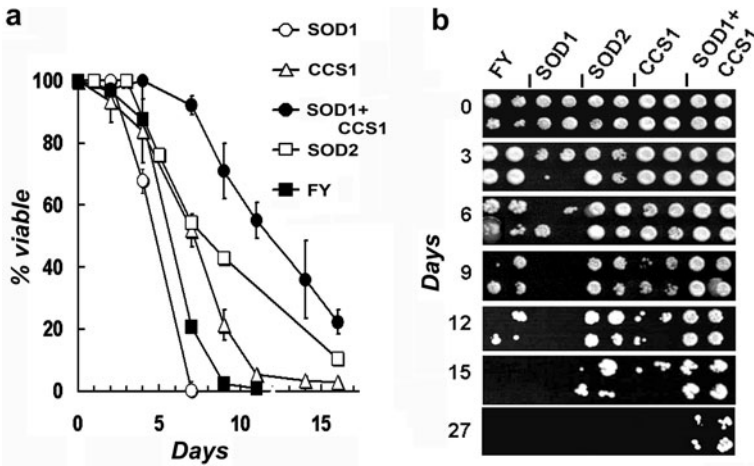 a
SOD1
CCS1
SOD1+
CCS1
SOD2
FY
100
80
60
40
20
0
% viable
0
5
10
15
Days
b
FY
SOD1
SOD2
CCS1
SOD1+
CCS1
Days
0
3
6
9
12
15
27